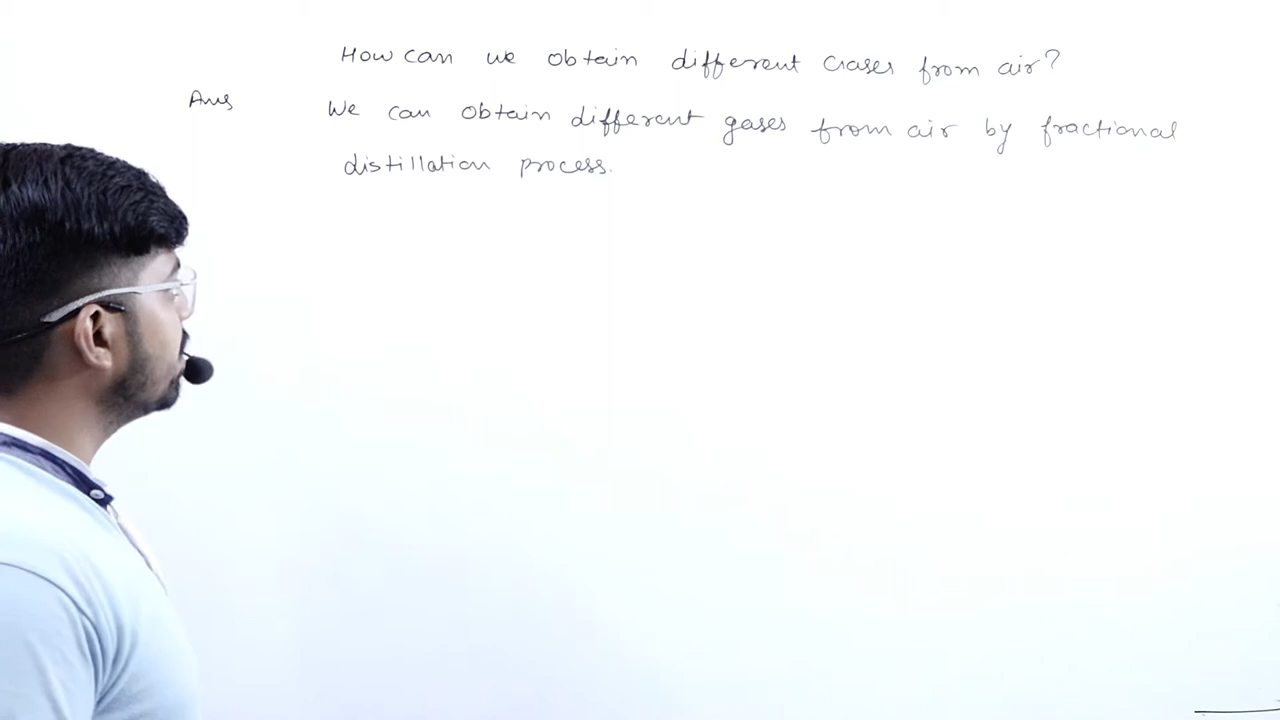 How can we obtain different Gases from air?
Ans We can obtain different gases from air by fractional
distillation process.